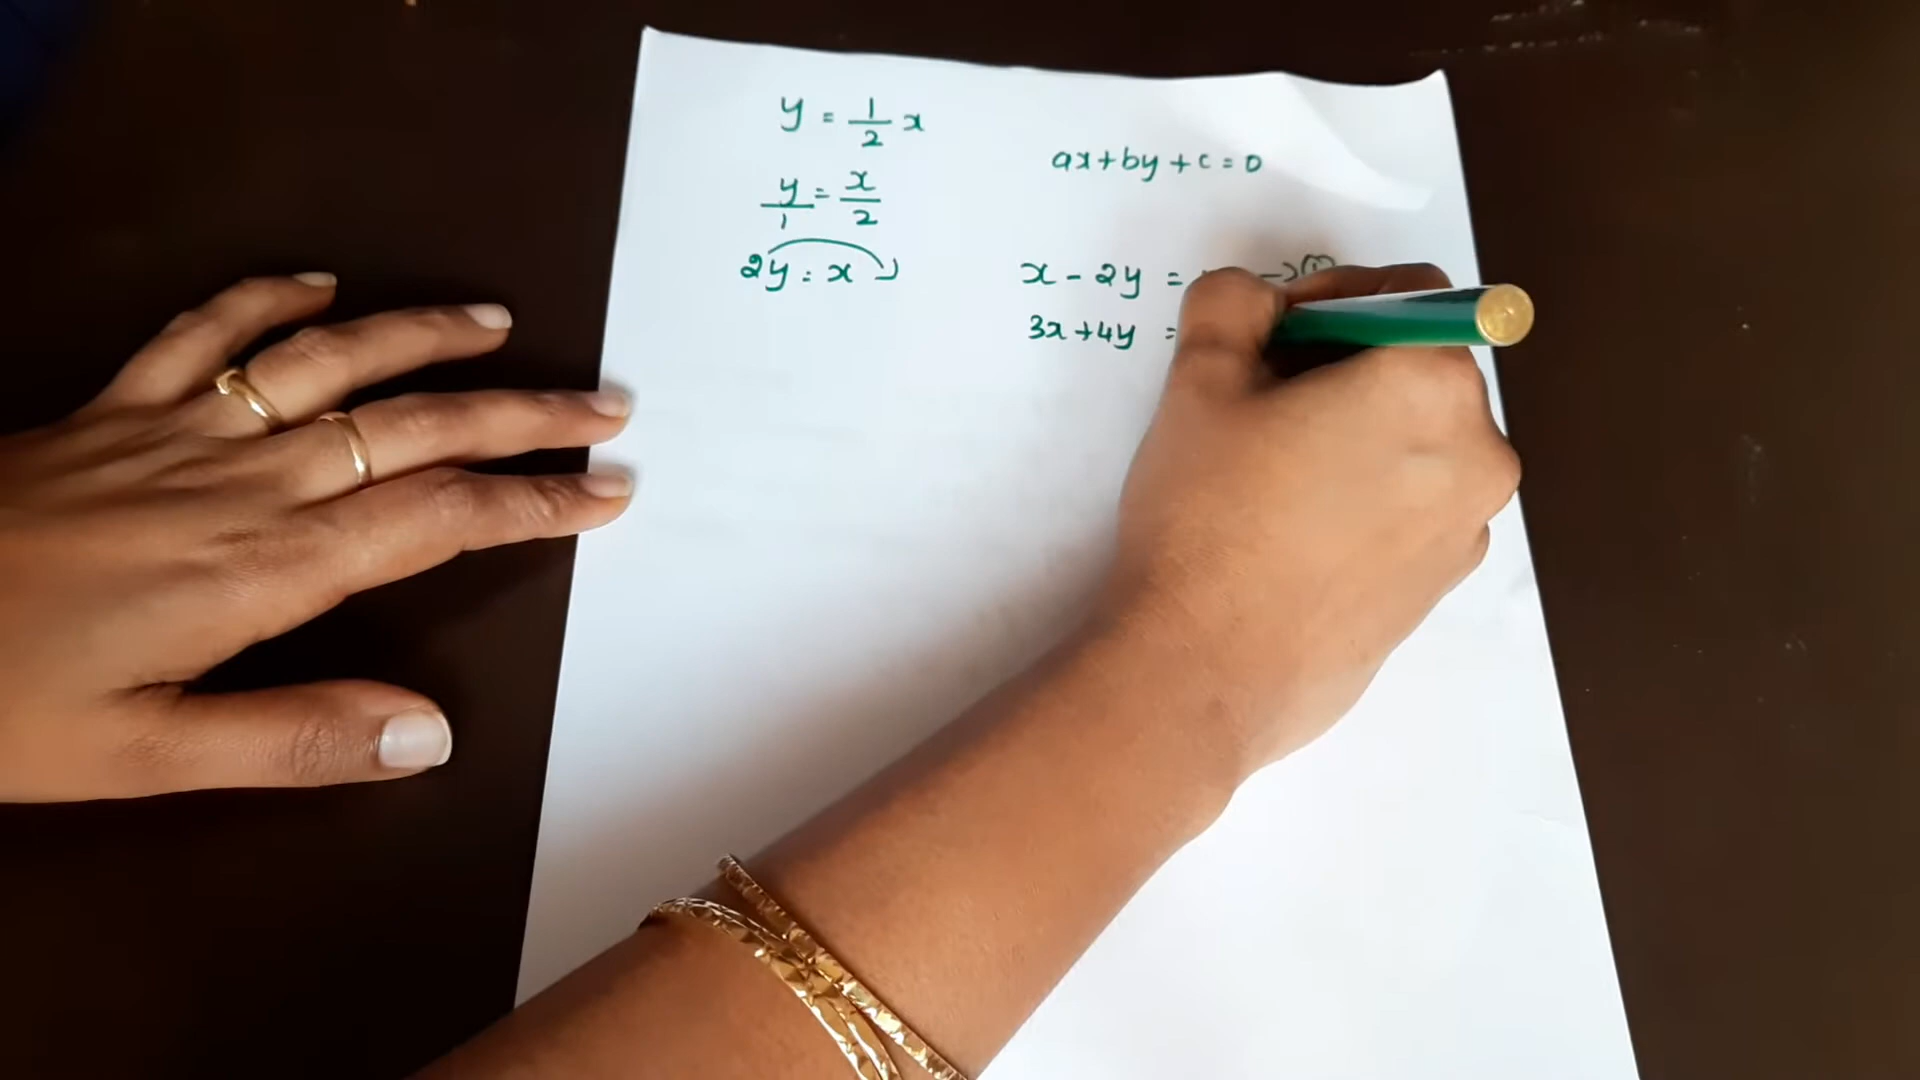 y = 1/2 x
y/1 = x/2
2y = x
ax+by+c=0
x-2y =
3x+4y =